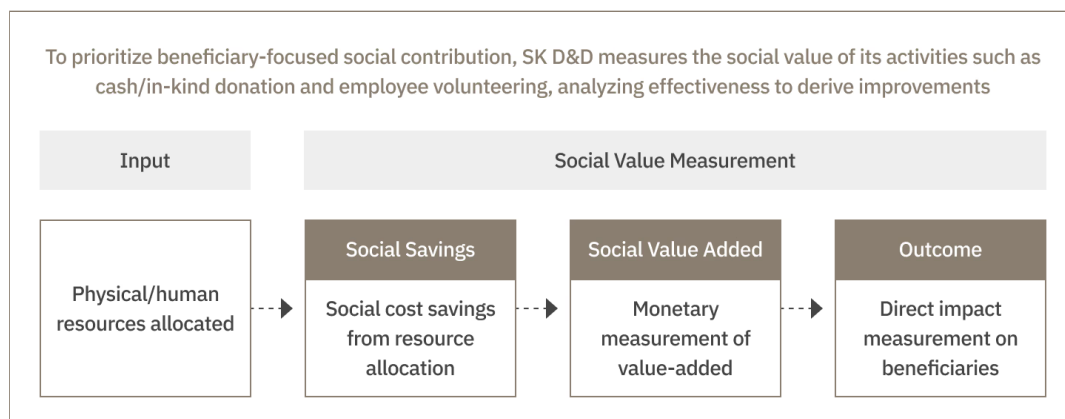 To prioritize beneficiary-focused social contribution, SK D&D measures the social value of its activities such as
cash/in-kind donation and employee volunteering, analyzing effectiveness to derive improvements
Input
Social Value Measurement
Physical/human
resources allocated
Social Savings
Social cost savings
from resource
allocation
Social Value Added
Monetary
measurement of
value-added
Outcome
Direct impact
measurement on
beneficiaries